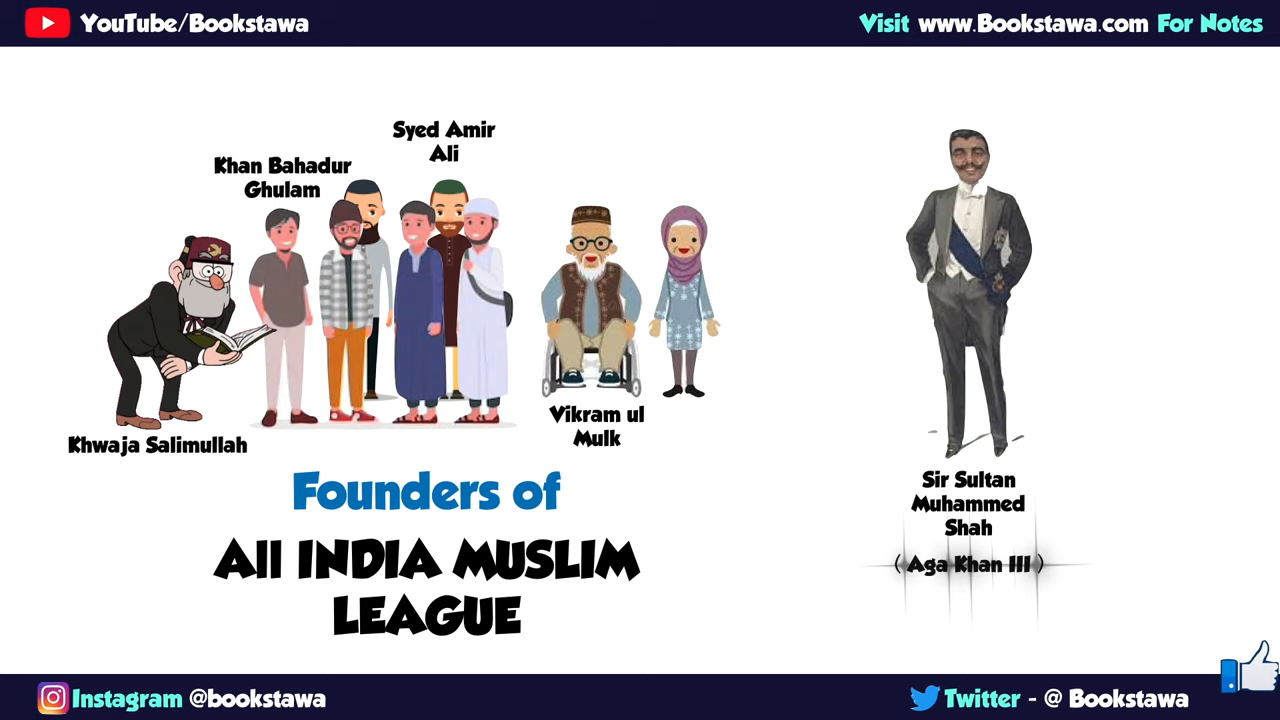 YouTube/Bookstawa
Visit www.Bookstawa.com For Notes
Syed Amir
Ali
Khan Bahadur
Ghulam
Khwaja Salimullah
Vikram ul
Mulk
Founders of
All INDIA MUSLIM
LEAGUE
Sir Sultan
Muhammed
Shah
( Aga Khan III )
Instagram @bookstawa
Twitter - @ Bookstawa